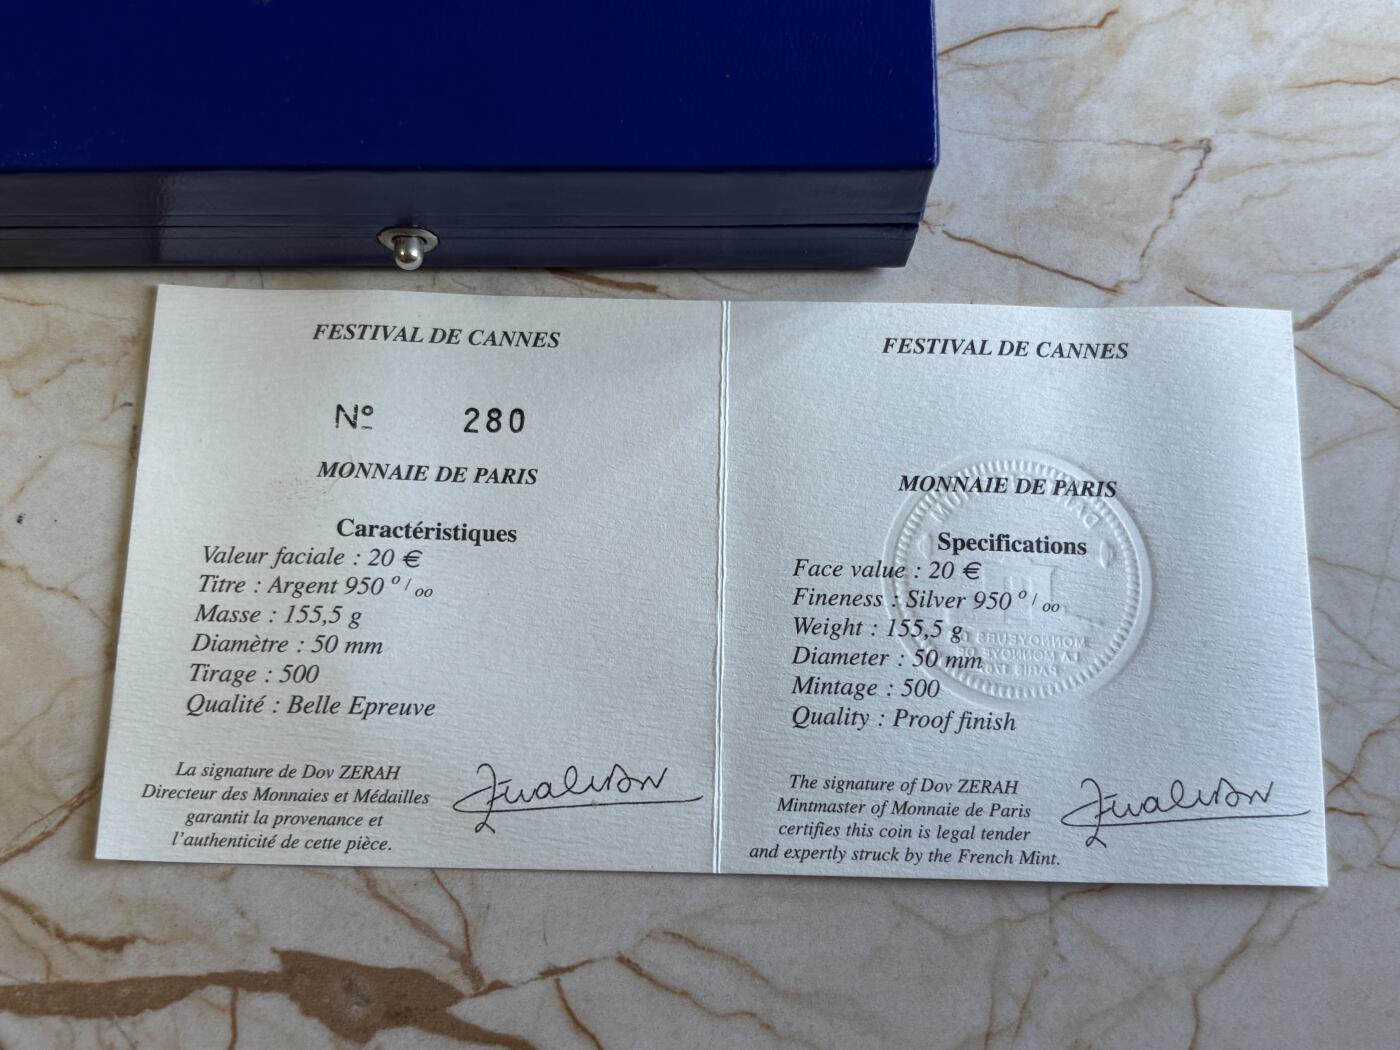 FESTIVAL DE CANNES
Nº 280
MONNAIE DE PARIS
Caractéristiques
Valeur faciale : 20 €
Titre : Argent 950 º/ₒₒ
Masse : 155,5 g
Diamètre : 50 mm
Tirage : 500
Qualité : Belle Epreuve
La signature de Dov ZERAH
Directeur des Monnaies et Médailles
garantit la provenance et
l'authenticité de cette pièce.
FESTIVAL DE CANNES
MONNAIE DE PARIS
Specifications
Face value : 20 €
Fineness : Silver 950 º/ₒₒ
Weight : 155,5 g
Diameter : 50 mm
Mintage : 500
Quality : Proof finish
The signature of Dov ZERAH
Mintmaster of Monnaie de Paris
certifies this coin is legal tender
and expertly struck by the French Mint.